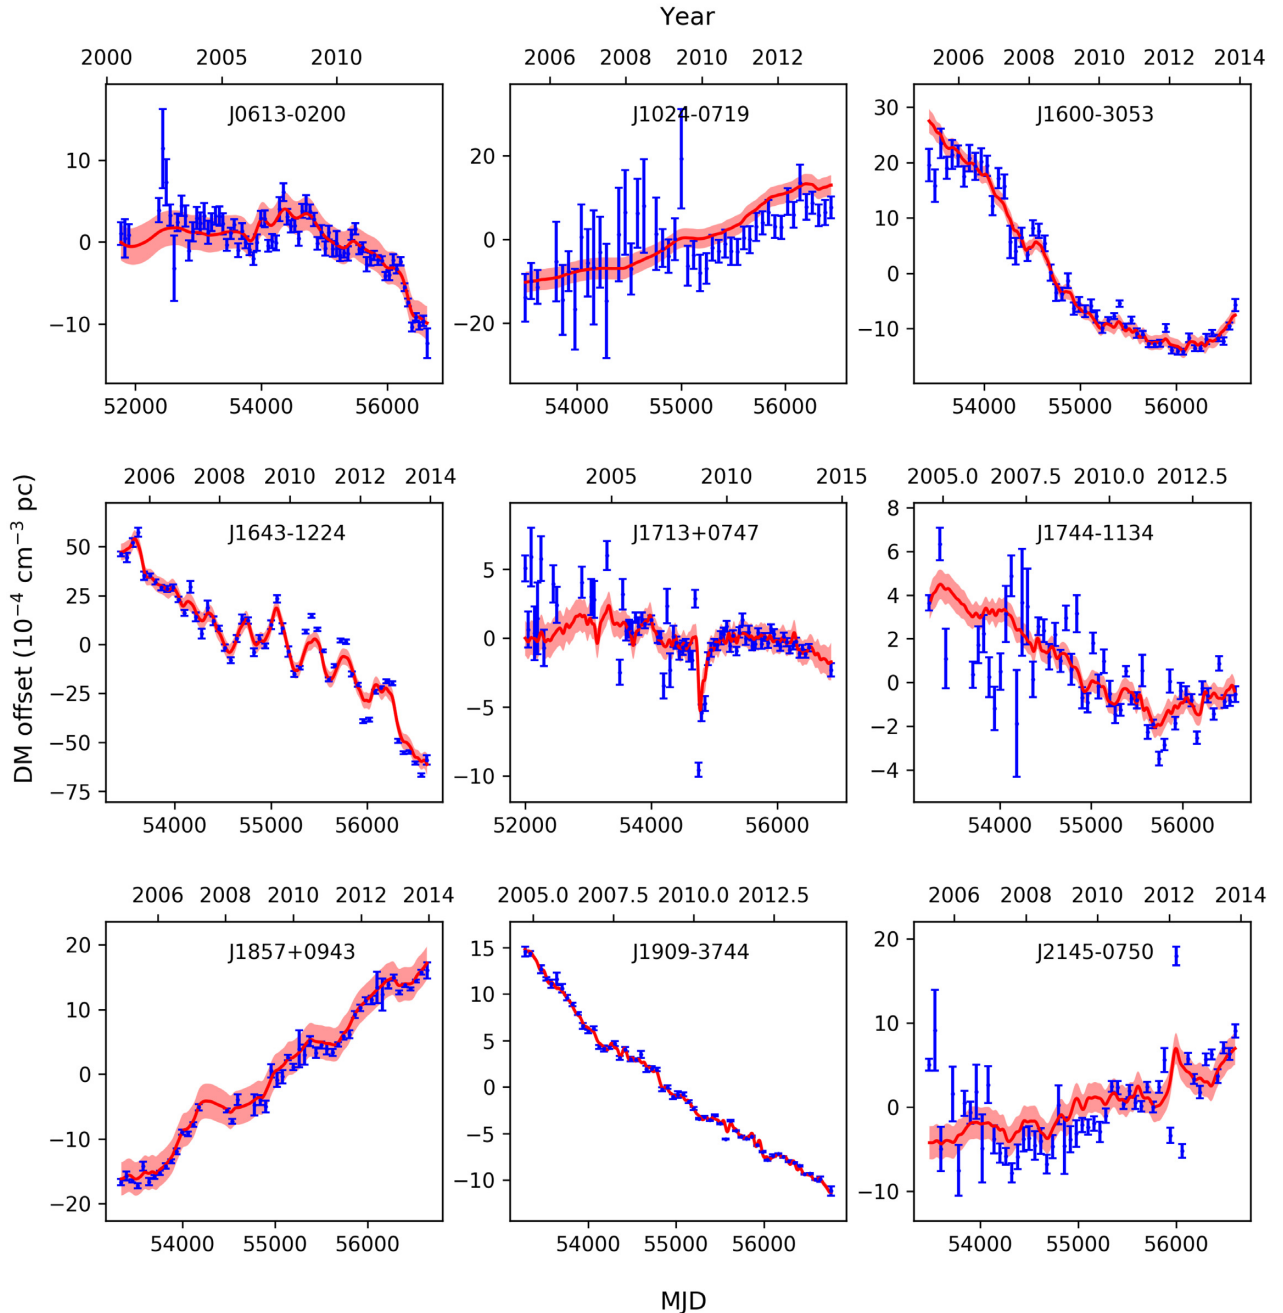 Year
2000 2005 2010
2006 2008 2010 2012
2006 2008 2010 2012 2014
J0613-0200
J1024-0719
J1600-3053
10
0
−10
20
0
−20
30
20
10
0
−10
52000 54000 56000
54000 55000 56000
54000 55000 56000
DM offset (10⁻⁴ cm⁻³ pc)
2006 2008 2010 2012 2014
2005 2010 2015
2005.0 2007.5 2010.0 2012.5
J1643-1224
J1713+0747
J1744-1134
50
25
0
−25
−50
−75
5
0
−5
−10
8
6
4
2
0
−2
−4
54000 55000 56000
52000 54000 56000
54000 55000 56000
2006 2008 2010 2012 2014
2005.0 2007.5 2010.0 2012.5
2006 2008 2010 2012 2014
J1857+0943
J1909-3744
J2145-0750
20
10
0
−10
−20
15
10
5
0
−5
−10
20
10
0
−10
54000 55000 56000
54000 55000 56000
54000 55000 56000
MJD